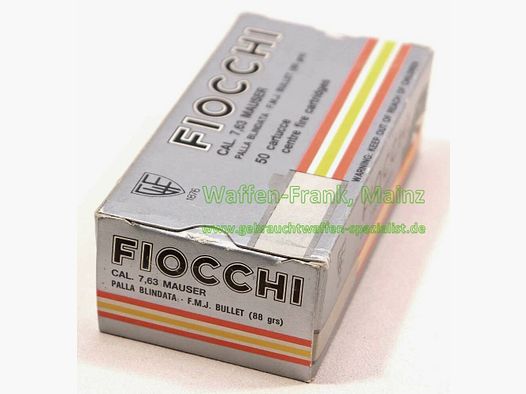 FIOCCHI
CAL. 7,63 MAUSER
PALLA BLINDATA - F.M.J. BULLET (88 grs)
50 cartucce
centre fire cartridges
WARNING: KEEP OUT OF REACH OF CHILDREN
GFL
1876
Waffen-Frank, Mainz
www.gebrauchtwaffen-spezialist.de
FIOCCHI
CAL. 7,63 MAUSER
PALLA BLINDATA - F.M.J. BULLET (88 grs)